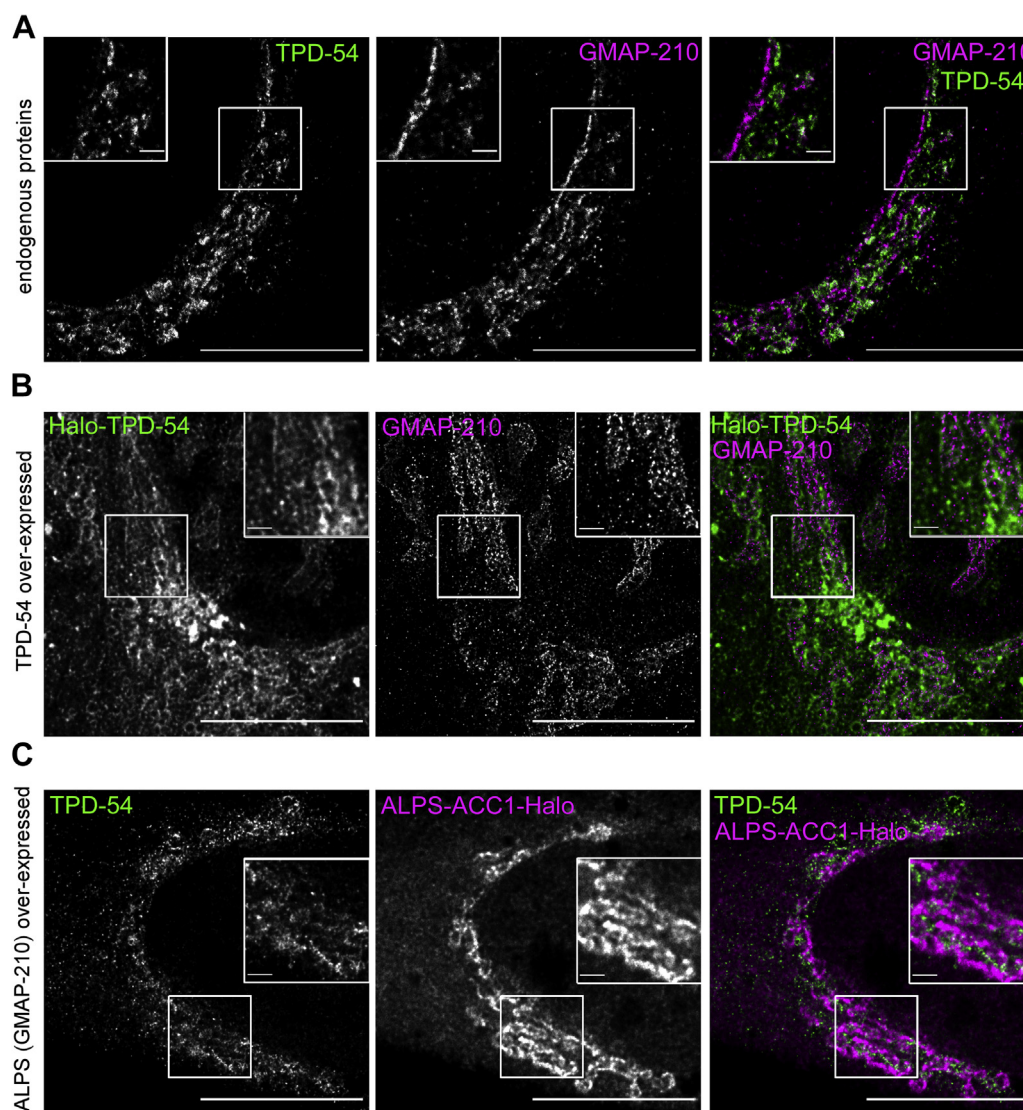 A
endogenous proteins
TPD-54
GMAP-210
GMAP-210
TPD-54
B
TPD-54 over-expressed
Halo-TPD-54
GMAP-210
Halo-TPD-54
GMAP-210
C
ALPS (GMAP-210) over-expressed
TPD-54
ALPS-ACC1-Halo
TPD-54
ALPS-ACC1-Halo